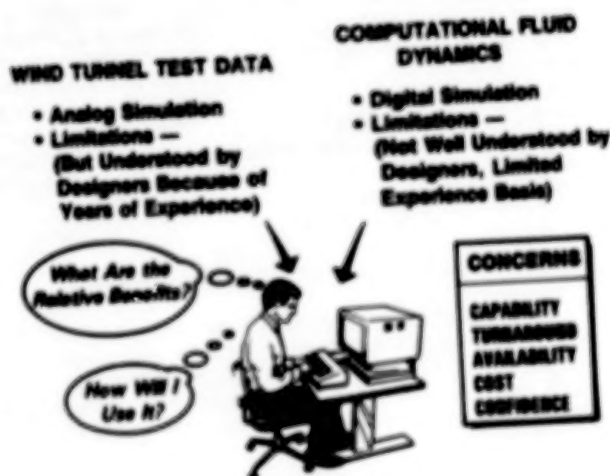 WIND TUNNEL TEST DATA
• Analog Simulation
• Limitations —
(But Understood by
Designers Because of
Years of Experience)
COMPUTATIONAL FLUID
DYNAMICS
• Digital Simulation
• Limitations —
(Not Well Understood by
Designers, Limited
Experience Basis)
What Are the
Relative Benefits?
How Will I
Use It?
CONCERNS
CAPABILITY
TURNAROUND
AVAILABILITY
COST
CONFIDENCE